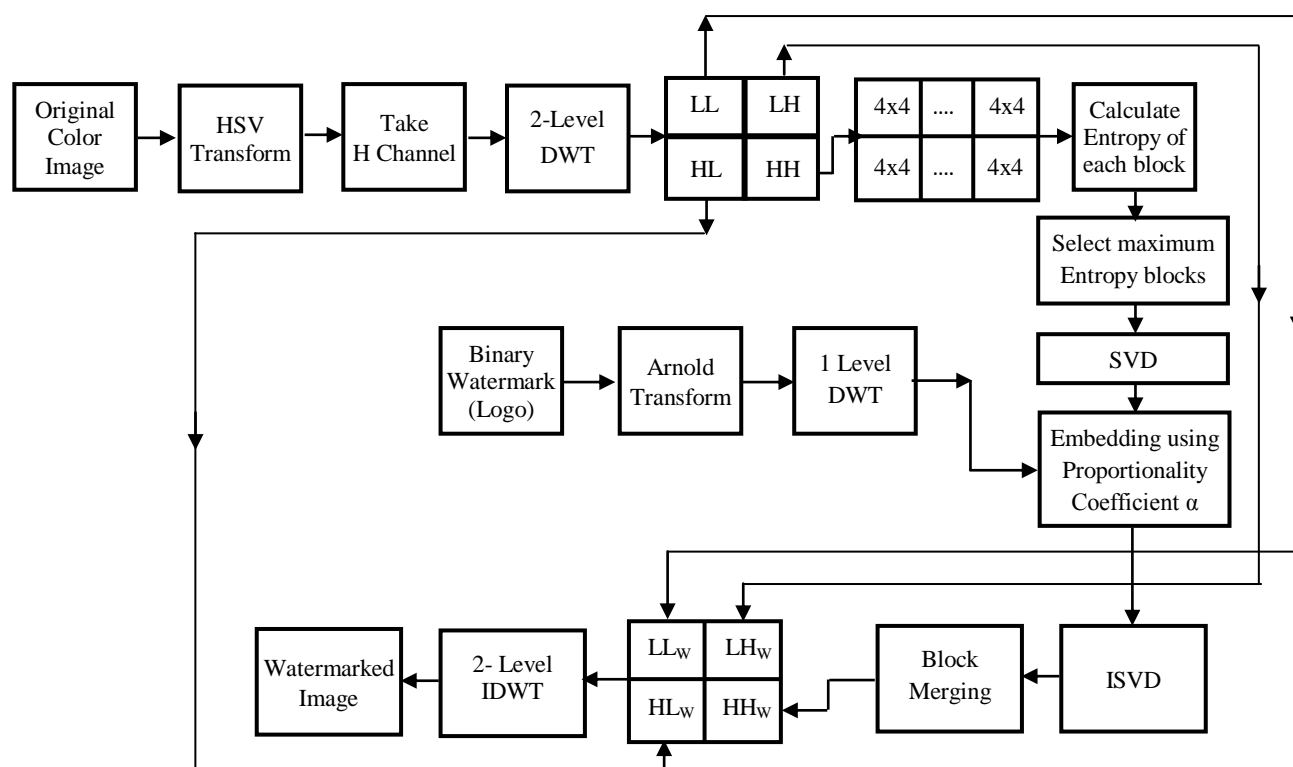 Original
Color
Image
HSV
Transform
Take
H Channel
2-Level
DWT
LL LH
HL HH
4x4 .... 4x4
4x4 .... 4x4
Calculate
Entropy of
each block
Select maximum
Entropy blocks
SVD
Binary
Watermark
(Logo)
Arnold
Transform
1 Level
DWT
Embedding using
Proportionality
Coefficient α
Watermarked
Image
2- Level
IDWT
LLW LHW
HLW HHW
Block
Merging
ISVD